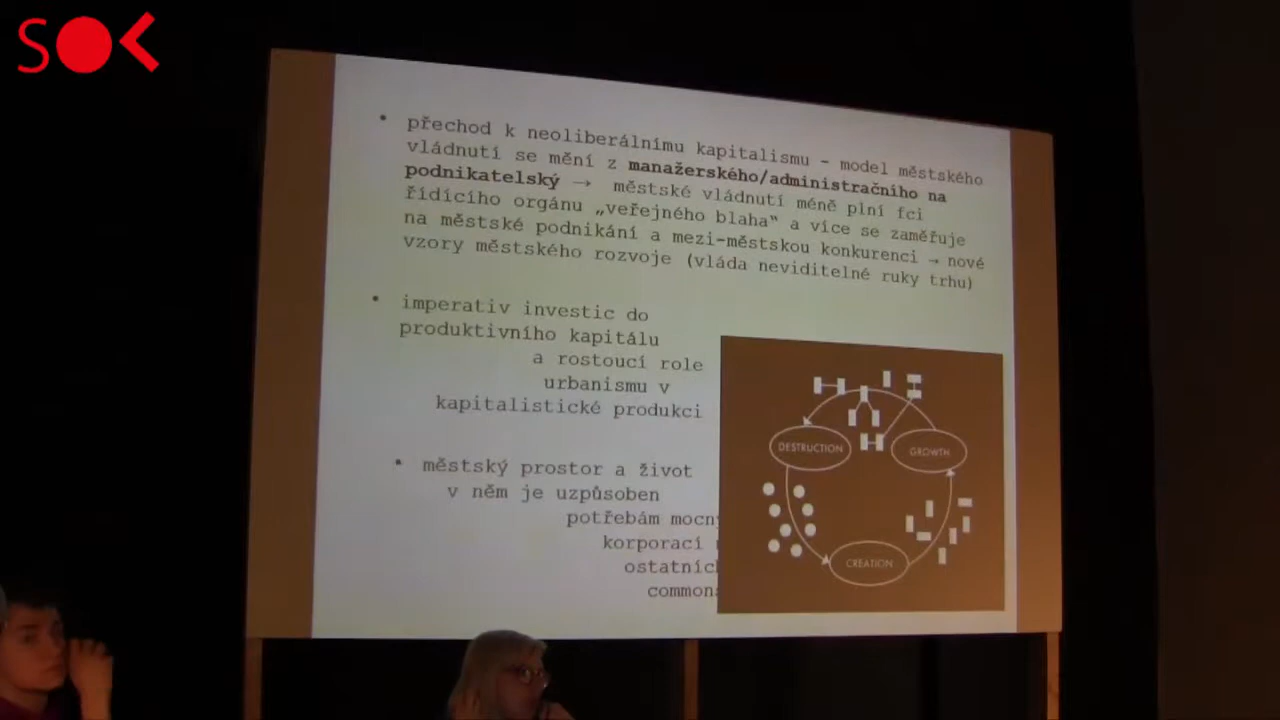 SOK
• přechod k neoliberálnímu kapitalismu - model městského
vládnutí se mění z manažerského/administračního na
podnikatelský → městské vládnutí méně plní fci
řídícího orgánu „veřejného blaha“ a více se zaměřuje
na městské podnikání a mezi-městskou konkurenci → nové
vzory městského rozvoje (vláda neviditelné ruky trhu)
• imperativ investic do
produktivního kapitálu
a rostoucí role
urbanismu v
kapitalistické produkci
• městský prostor a život
v něm je uzpůsoben
potřebám
korporací
commons
DESTRUCTION
GROWTH
CREATION